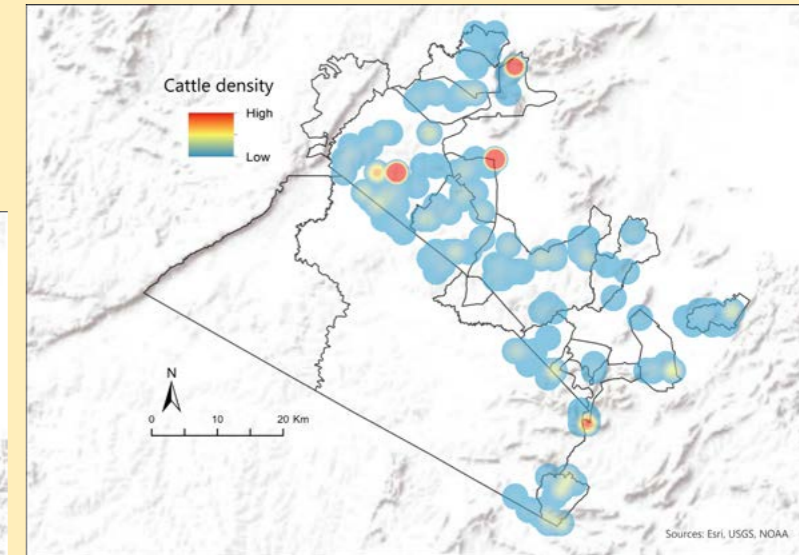 Cattle density
High
Low
N
0 10 20 Km
Sources: Esri, USGS, NOAA